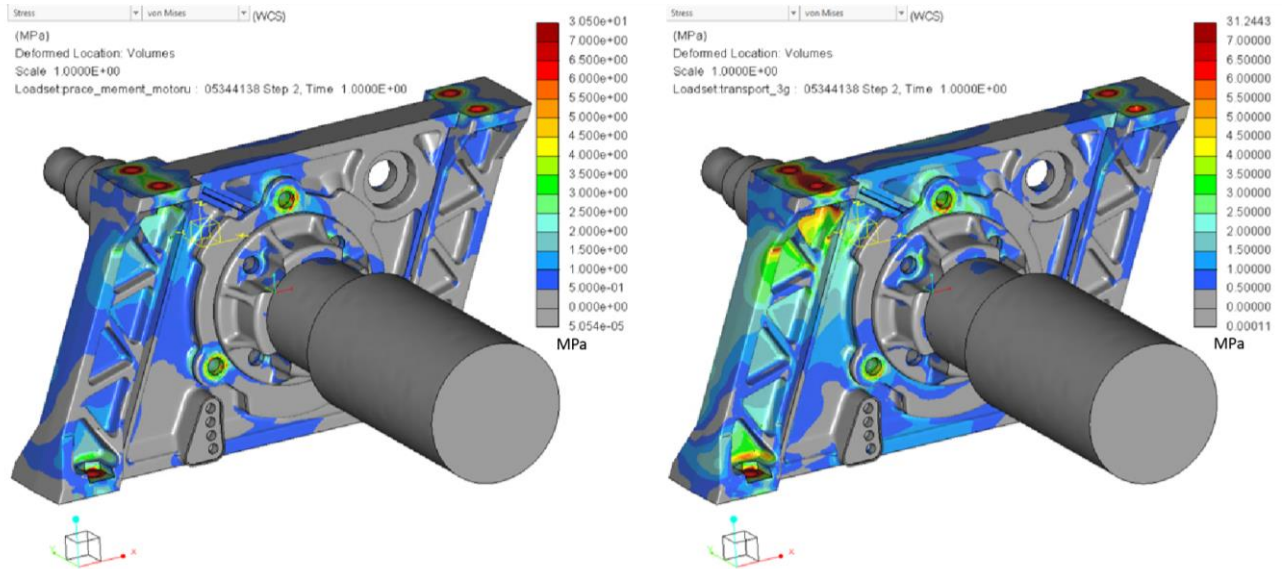 Stress von Mises (WCS)
(MPa)
Deformed Location: Volumes
Scale 1.0000E+00
Loadset:prace_mement_motoru : 05344138 Step 2, Time 1.0000E+00
3.050e+01
7.000e+00
6.500e+00
6.000e+00
5.500e+00
5.000e+00
4.500e+00
4.000e+00
3.500e+00
3.000e+00
2.500e+00
2.000e+00
1.500e+00
1.000e+00
5.000e-01
0.000e+00
5.054e-05
MPa
X
Stress von Mises (WCS)
(MPa)
Deformed Location: Volumes
Scale 1.0000E+00
Loadset:transport_3g : 05344138 Step 2, Time 1.0000E+00
31.2443
7.00000
6.50000
6.00000
5.50000
5.00000
4.50000
4.00000
3.50000
3.00000
2.50000
2.00000
1.50000
1.00000
0.50000
0.00000
0.00011
MPa
X